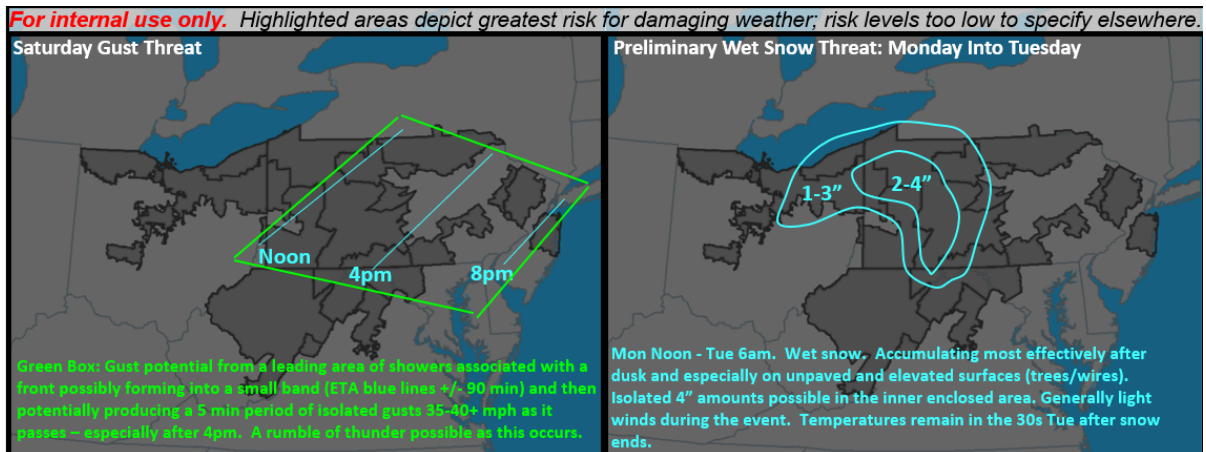 For internal use only. Highlighted areas depict greatest risk for damaging weather; risk levels too low to specify elsewhere.
Saturday Gust Threat
Noon
4pm
8pm
Green Box: Gust potential from a leading area of showers associated with a
front possibly forming into a small band (ETA blue lines +/- 90 min) and then
potentially producing a 5 min period of isolated gusts 35-40+ mph as it
passes – especially after 4pm. A rumble of thunder possible as this occurs.
Preliminary Wet Snow Threat: Monday Into Tuesday
1-3”
2-4”
Mon Noon - Tue 6am. Wet snow. Accumulating most effectively after
dusk and especially on unpaved and elevated surfaces (trees/wires).
Isolated 4” amounts possible in the inner enclosed area. Generally light
winds during the event. Temperatures remain in the 30s Tue after snow
ends.